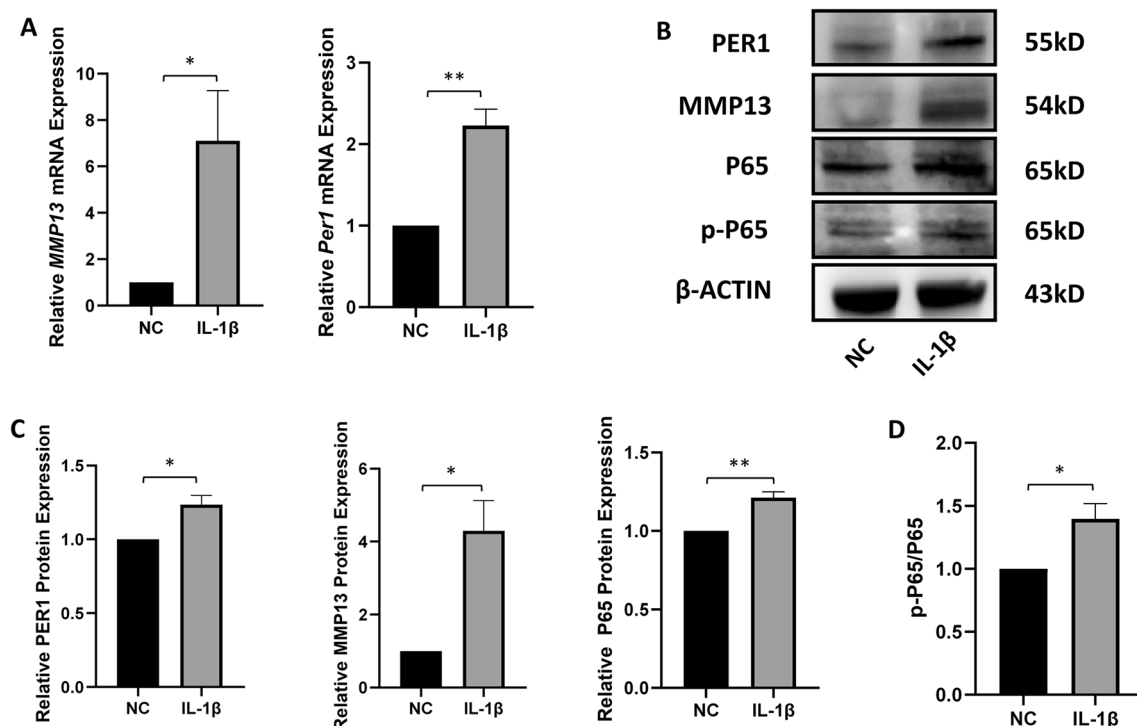 A
Relative MMP13 mRNA Expression
10
8
6
4
2
0
*
NC
IL-1β
Relative Per1 mRNA Expression
3
2
1
0
**
NC
IL-1β
B
PER1
55kD
MMP13
54kD
P65
65kD
p-P65
65kD
β-ACTIN
43kD
NC
IL-1β
C
Relative PER1 Protein Expression
1.5
1.0
0.5
0.0
*
NC
IL-1β
Relative MMP13 Protein Expression
6
4
2
0
*
NC
IL-1β
Relative P65 Protein Expression
1.5
1.0
0.5
0.0
**
NC
IL-1β
D
p-P65/P65
2.0
1.5
1.0
0.5
0.0
*
NC
IL-1β